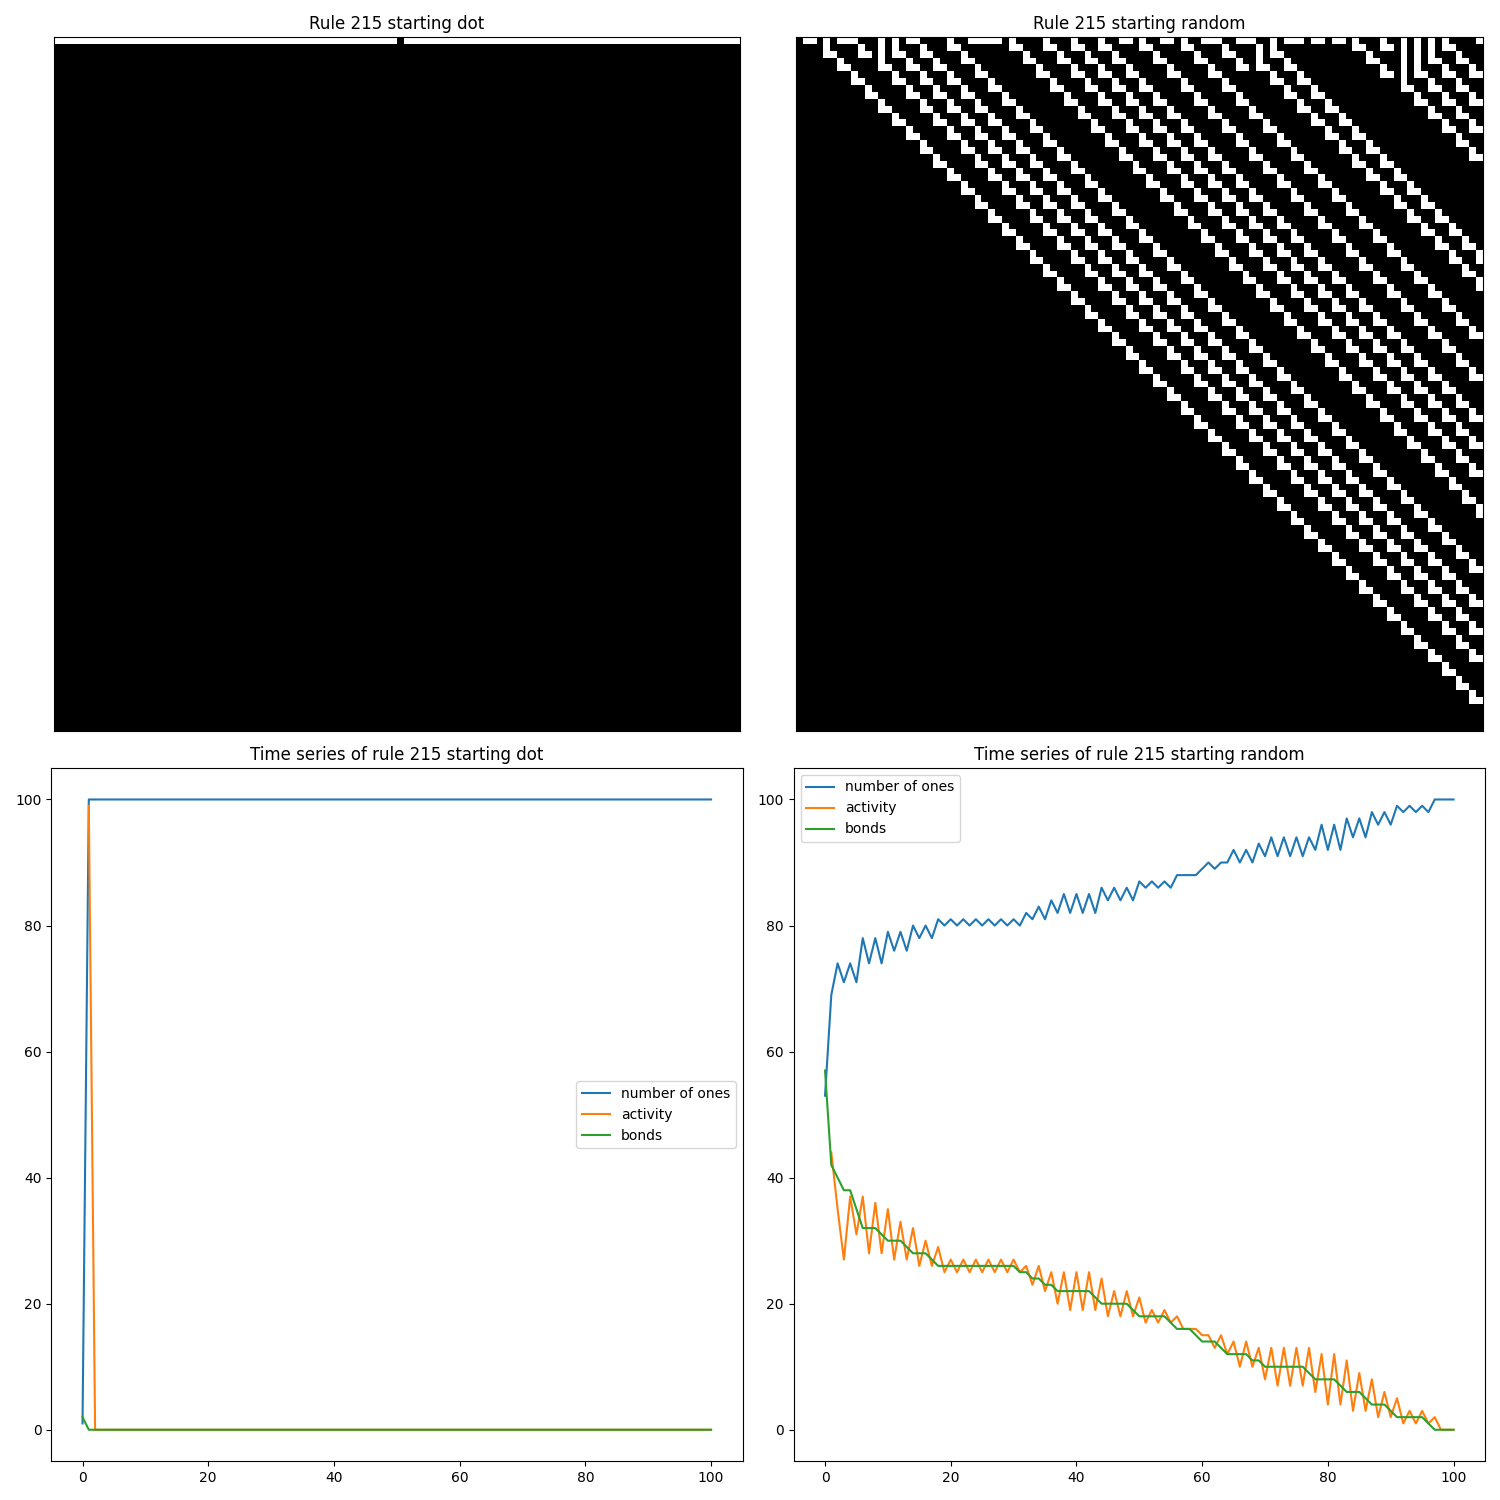 Rule 215 starting dot
Rule 215 starting random
Time series of rule 215 starting dot
100
80
60
40
20
0
0 20 40 60 80 100
number of ones
activity
bonds
Time series of rule 215 starting random
number of ones
activity
bonds
100
80
60
40
20
0
0 20 40 60 80 100